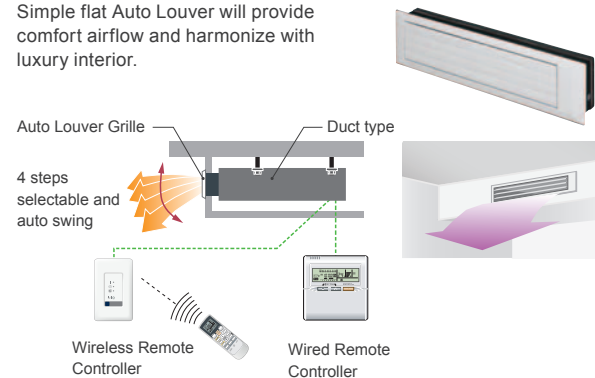 Simple flat Auto Louver will provide
comfort airflow and harmonize with
luxury interior.
Auto Louver Grille
Duct type
4 steps
selectable and
auto swing
Wireless Remote
Controller
Wired Remote
Controller